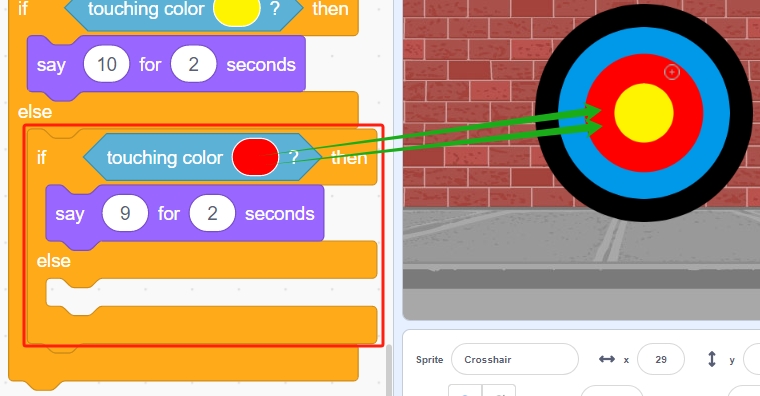 if touching color ? then
say 10 for 2 seconds
else
if touching color ? then
say 9 for 2 seconds
else
Sprite Crosshair x 29 y